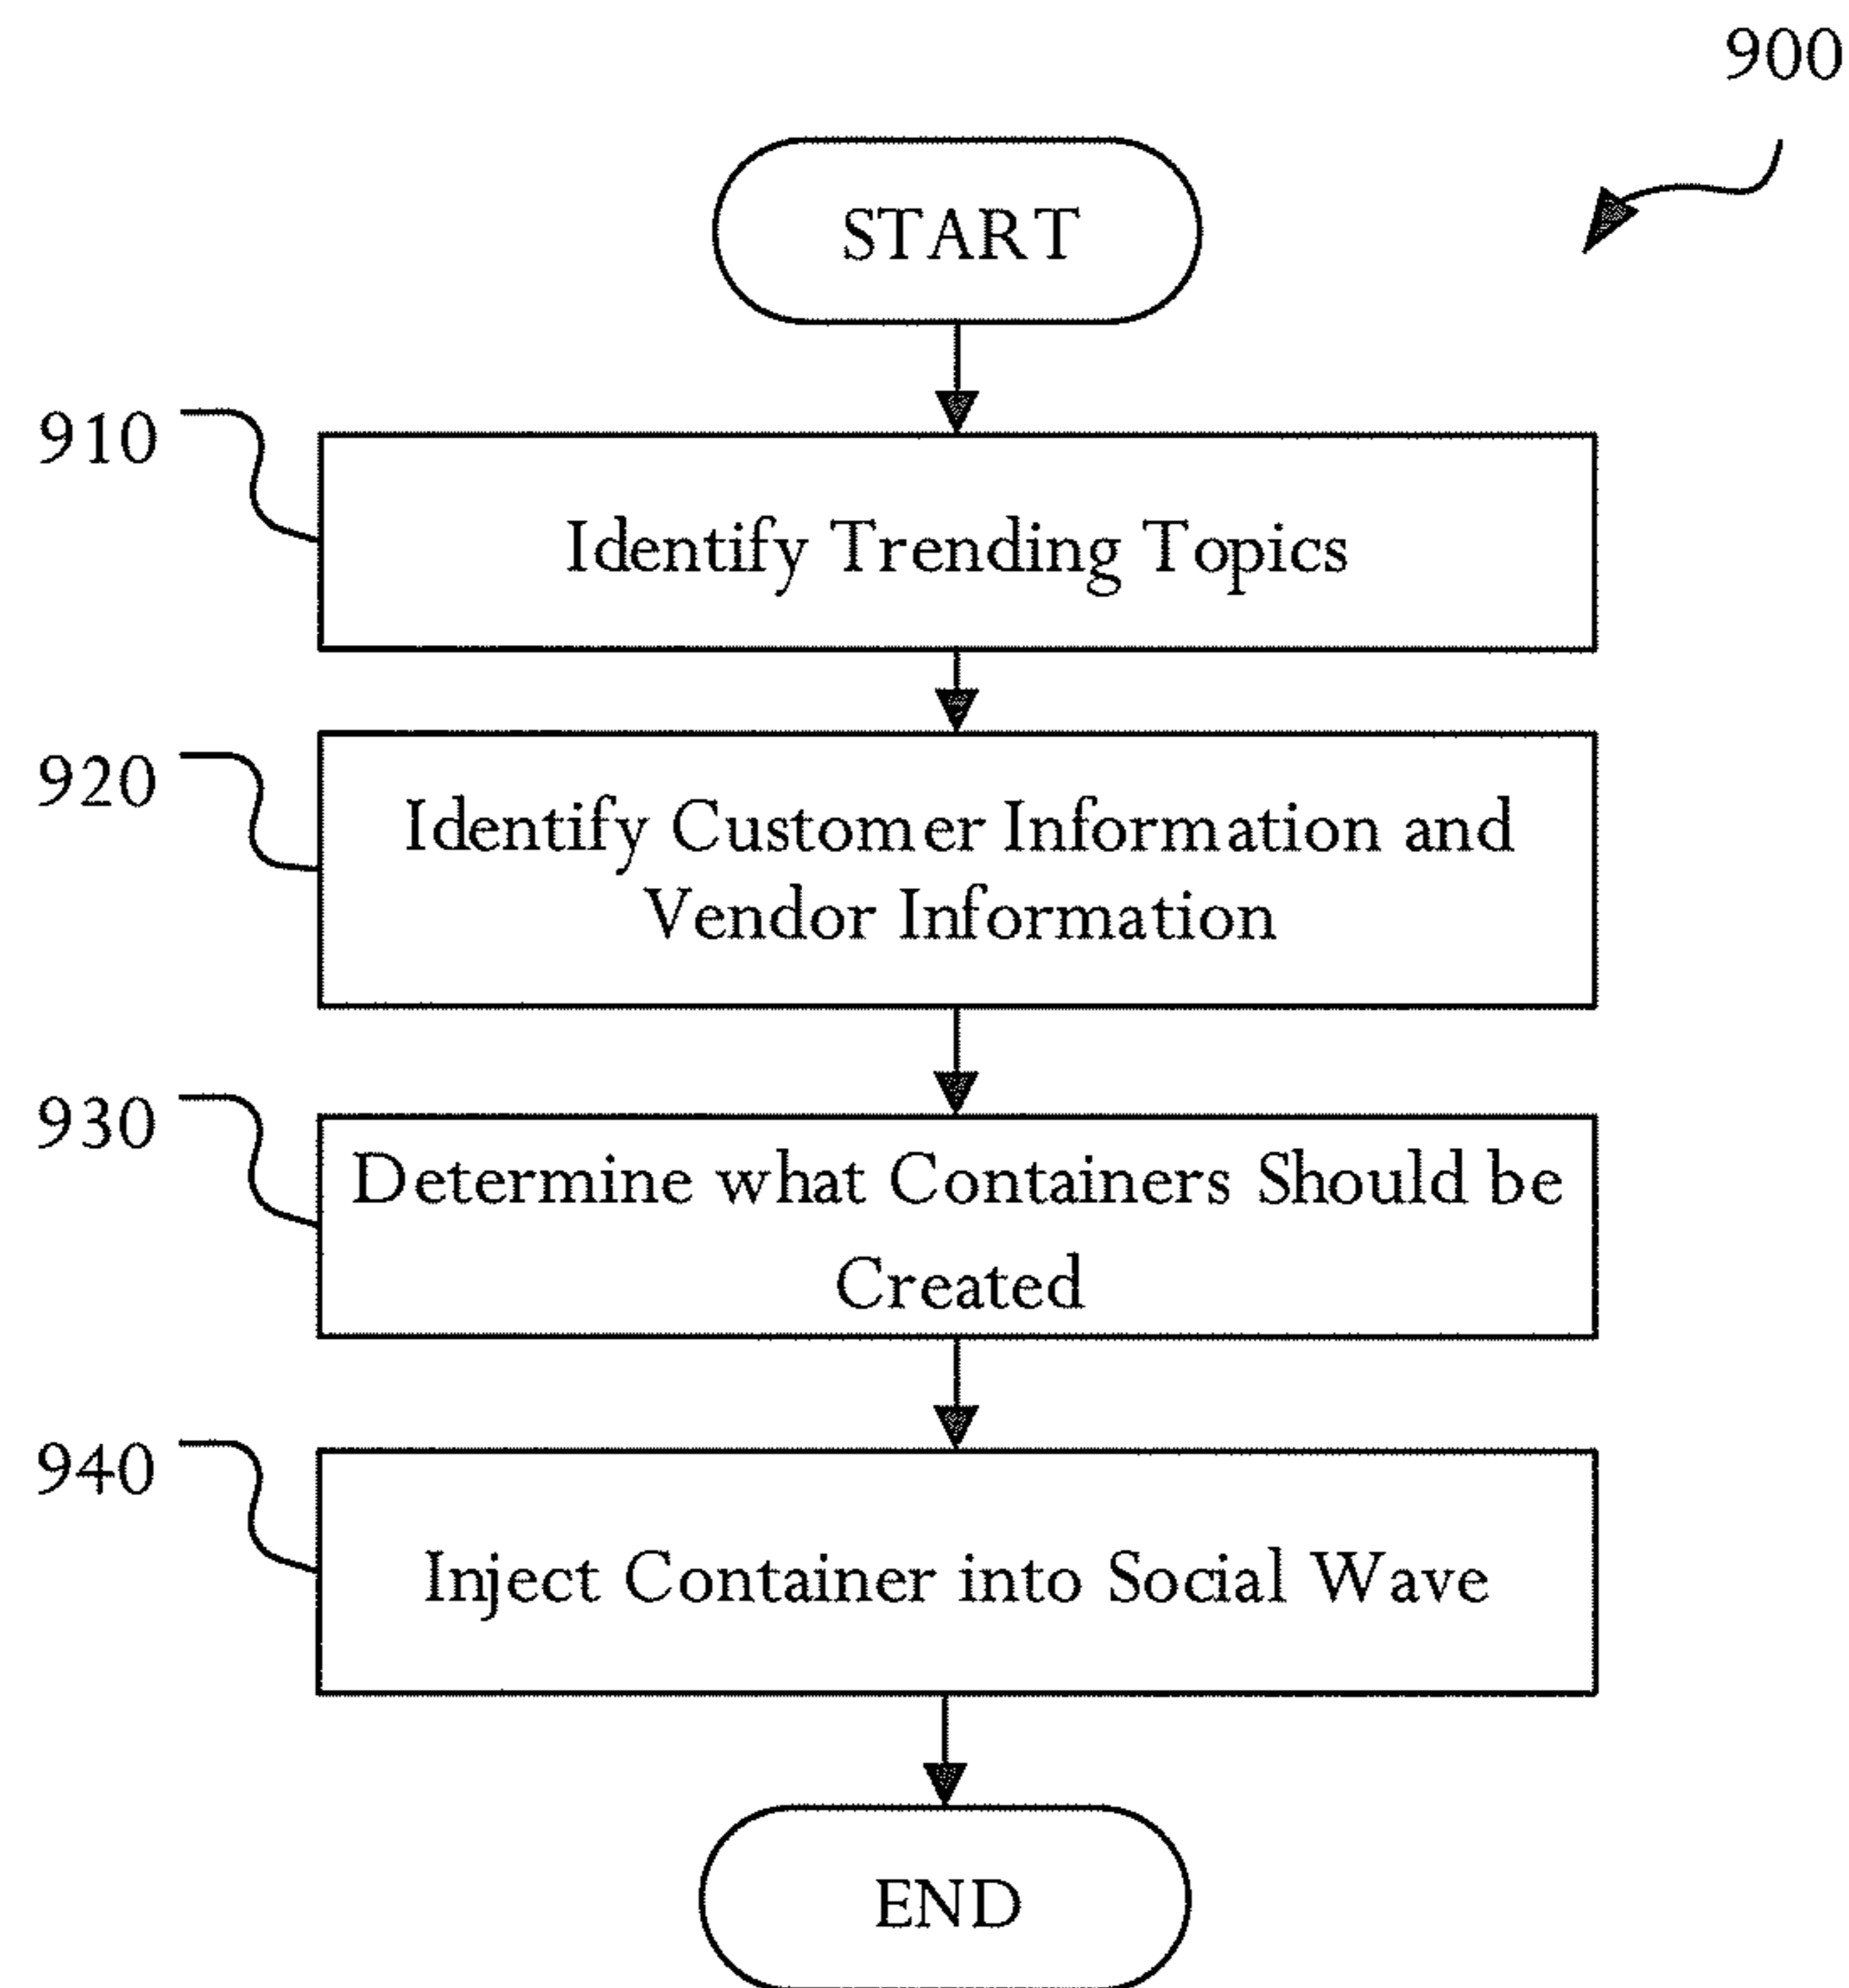 900
START
910
Identify Trending Topics
920
Identify Customer Information and
Vendor Information
930
Determine what Containers Should be
Created
940
Inject Container into Social Wave
END